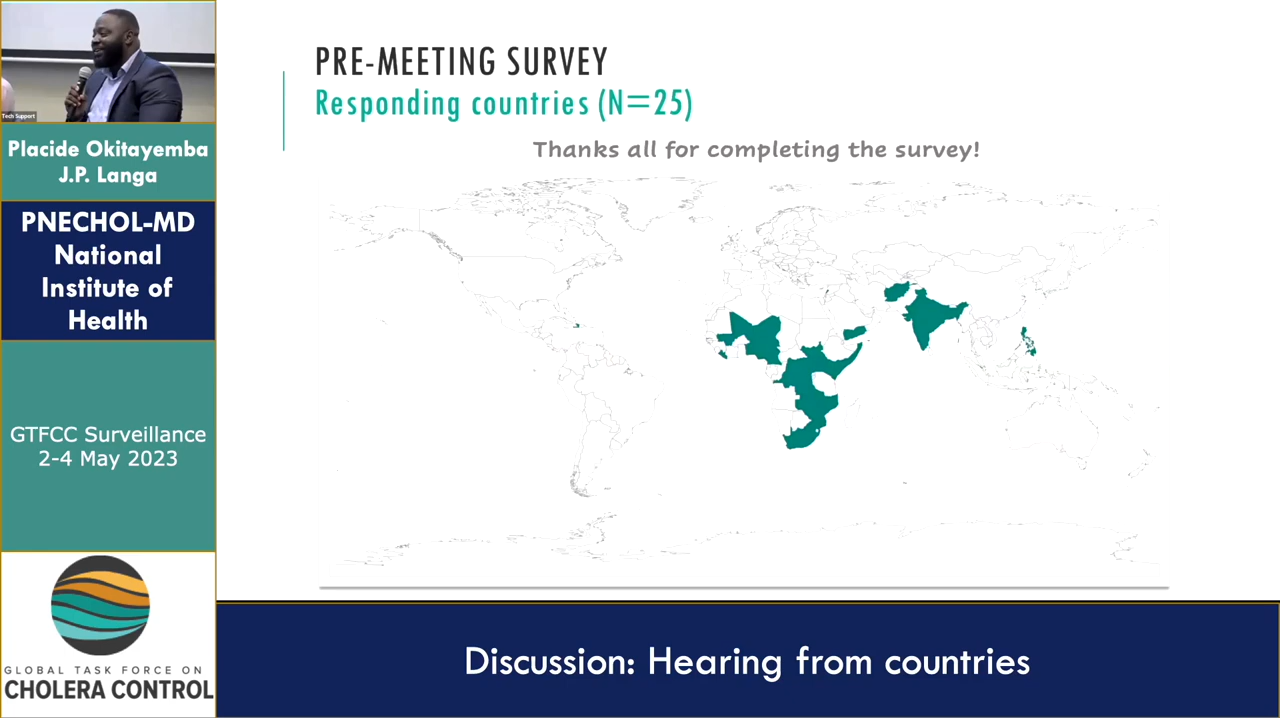 Tech Support
Placide Okitayemba
J.P. Langa
PNECHOL-MD
National
Institute of
Health
GTFCC Surveillance
2-4 May 2023
GLOBAL TASK FORCE ON
CHOLERA CONTROL
PRE-MEETING SURVEY
Responding countries (N=25)
Thanks all for completing the survey!
Discussion: Hearing from countries